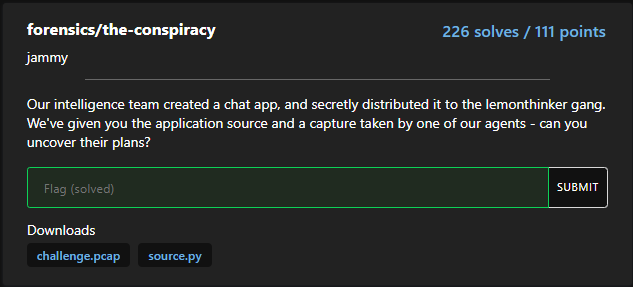 forensics/the-conspiracy
226 solves / 111 points
jammy
Our intelligence team created a chat app, and secretly distributed it to the lemonthinker gang.
We've given you the application source and a capture taken by one of our agents - can you
uncover their plans?
Flag (solved)
SUBMIT
Downloads
challenge.pcap
source.py